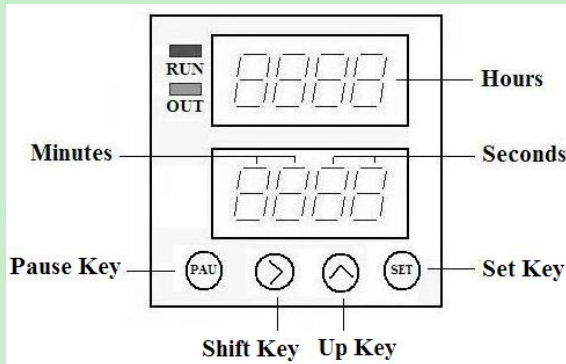 RUN
OUT
Hours
Minutes
Seconds
Pause Key
PAU
SET
Set Key
Shift Key
Up Key